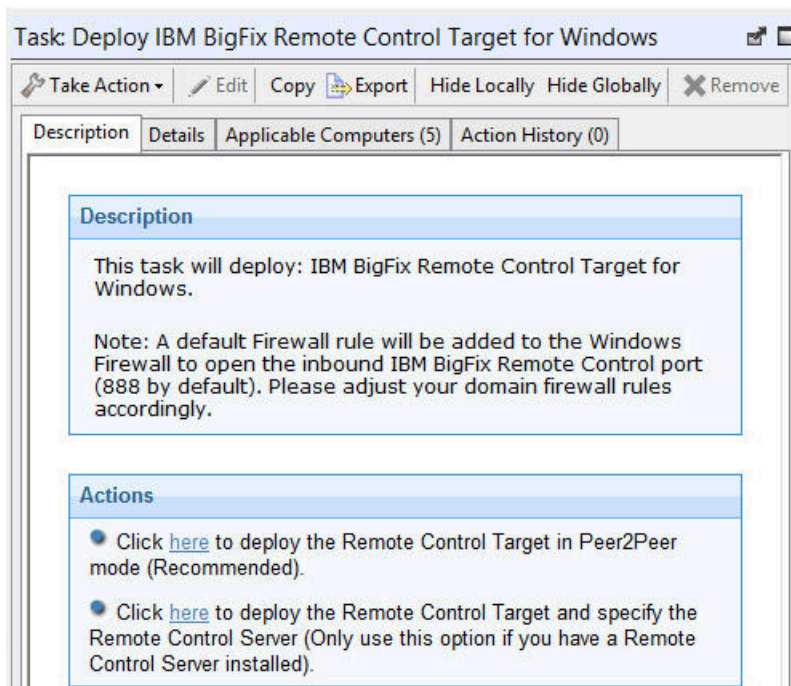 Task: Deploy IBM BigFix Remote Control Target for Windows
Take Action Edit Copy Export Hide Locally Hide Globally Remove
Description Details Applicable Computers (5) Action History (0)
Description
This task will deploy: IBM BigFix Remote Control Target for
Windows.
Note: A default Firewall rule will be added to the Windows
Firewall to open the inbound IBM BigFix Remote Control port
(888 by default). Please adjust your domain firewall rules
accordingly.
Actions
Click here to deploy the Remote Control Target in Peer2Peer
mode (Recommended).
Click here to deploy the Remote Control Target and specify the
Remote Control Server (Only use this option if you have a Remote
Control Server installed).